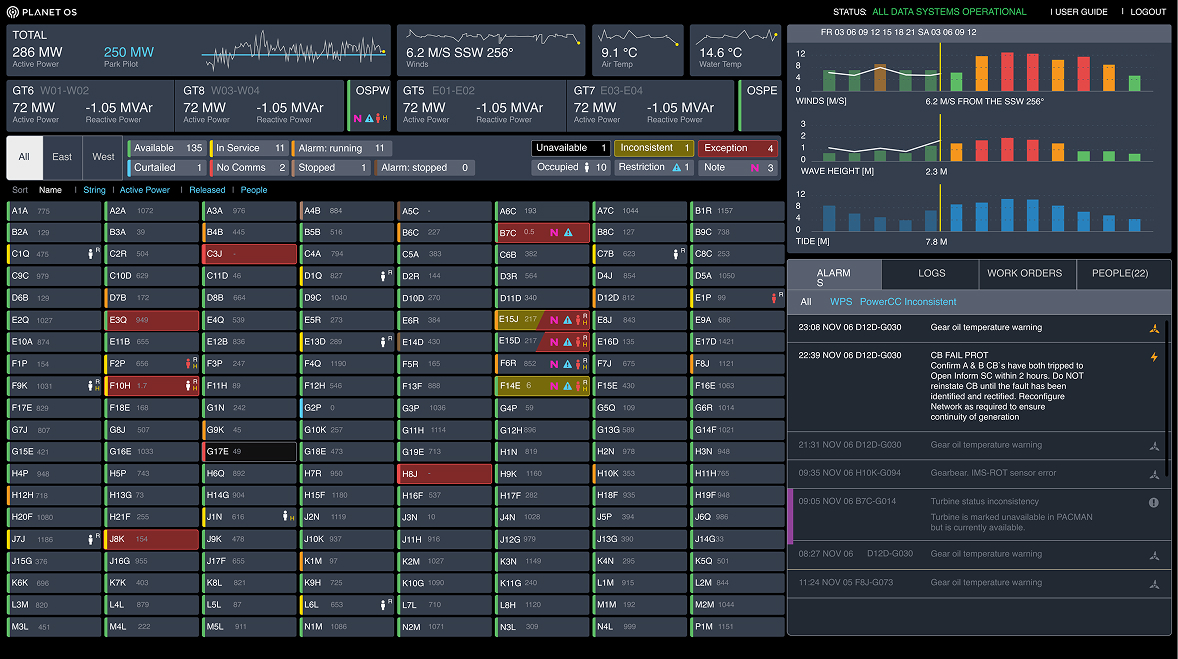 PLANET OS
STATUS: ALL DATA SYSTEMS OPERATIONAL | USER GUIDE | LOGOUT
TOTAL
286 MW 250 MW
Active Power Park Pilot
6.2 M/S SSW 256°
Winds
9.1 °C
Air Temp
14.6 °C
Water Temp
GT6 W01-W02
72 MW -1.05 MVAr
Active Power Reactive Power
GT8 W03-W04
72 MW -1.05 MVAr
Active Power Reactive Power
OSPW
N H
GT5 E01-E02
72 MW -1.05 MVAr
Active Power Reactive Power
GT7 E03-E04
72 MW -1.05 MVAr
Active Power Reactive Power
OSPE
All East West
Available 135 In Service 11 Alarm: running 11
Curtailed 1 No Comms 2 Stopped 1 Alarm: stopped 0
Unavailable 1 Inconsistent 1 Exception 4
Occupied 10 Restriction 1 Note N 3
Sort Name | String | Active Power | Released | People
A1A 775 A2A 1072 A3A 976 A4B 884 A5C - A6C 193 A7C 1044 B1R 1157
B2A 129 B3A 39 B4B 445 B5B 516 B6C 227 B7C 0.5 N B8C 127 B9C 738
C1Q 475 R C2R 504 C3J - C4A 794 C5A 383 C6B 382 C7B 623 R C8C 253
C9C 979 C10D 629 C11D 46 D1Q 827 R D2R 144 D3R 564 D4J 854 D5A 1050
D6B 129 D7B 172 D8B 664 D9C 1040 D10D 270 D11D 340 D12D 812 E1P 99 R
E2Q 1027 E3Q 949 E4Q 539 E5R 273 E6R 384 E15J 217 N R H E8J 843 E9A 686
E10A 874 E11B 655 E12B 836 E13D 289 R E14D 430 E15D 217 N R H E16D 135 E17D 1421
F1P 154 F2P 656 R H F3P 247 F4Q 1190 F5R 165 F6R 852 N R H F7J 675 F8J 1121
F9K 1031 R H F10H 1.7 R H F11H 89 F12H 546 F13F 888 F14E 6 N R H F15E 430 F16E 1063
F17E 829 F18E 168 G1N 242 G2P 0 G3P 1036 G4P 59 G5Q 109 G6R 1014
G7J 807 G8J 507 G9K 45 G10K 257 G11H 1114 G12H 896 G13G 589 G14F 1021
G15E 421 G16E 1033 G17E 49 G18E 473 G19E 713 H1N 819 H2N 978 H3N 948
H4P 948 H5P 743 H6Q 892 H7R 950 H8J - H9K 1160 H10K 353 H11H 765
H12H 718 H13G 73 H14G 904 H15F 1180 H16F 537 H17F 282 H18F 935 H19F 948
H20F 1080 H21F 255 J1N 616 H J2N 1119 J3N 10 J4N 1028 J5P 394 J6Q 986
J7J 1186 R J8K 154 J9K 478 J10K 937 J11H 916 J12G 979 J13G 390 J14G 33
J15G 376 J16G 955 J17F 655 K1M 97 K2M 1027 K3N 1149 K4N 295 K5Q 501
K6K 696 K7K 403 K8L 821 K9H 725 K10G 1090 K11G 240 L1M 915 L2M 844
L3M 820 L4L 879 L5L 87 L6L 653 R L7L 710 L8H 1120 M1M 192 M2M 1044
M3L 451 M4L 222 M5L 911 N1M 1086 N2M 1071 N3L 309 N4L 999 P1M 1151
FR 03 06 09 12 15 18 21 SA 03 06 09 12
12
8
4
0
WINDS [M/S] 6.2 M/S FROM THE SSW 256°
3
2
1
0
WAVE HEIGHT [M] 2.3 M
12
8
4
0
TIDE [M] 7.8 M
ALARM
S
LOGS WORK ORDERS PEOPLE(22)
All WPS PowerCC Inconsistent
23:08 NOV 06 D12D-G030 Gear oil temperature warning
22:39 NOV 06 D12D-G030 CB FAIL PROT
Confirm A & B CB`s have both tripped to
Open Inform SC within 2 hours. Do NOT
reinstate CB until the fault has been
identified and rectified. Reconfigure
Network as required to ensure
continuity of generation
21:31 NOV 06 D12D-G030 Gear oil temperature warning
09:35 NOV 06 H10K-G094 Gearbear. IMS-ROT sensor error
09:05 NOV 06 B7C-G014 Turbine status inconsistency
Turbine is marked unavailable in PACMAN
but is currently available.
08:27 NOV 06 D12D-G030 Gear oil temperature warning
11:24 NOV 05 F8J-G073 Gear oil temperature warning